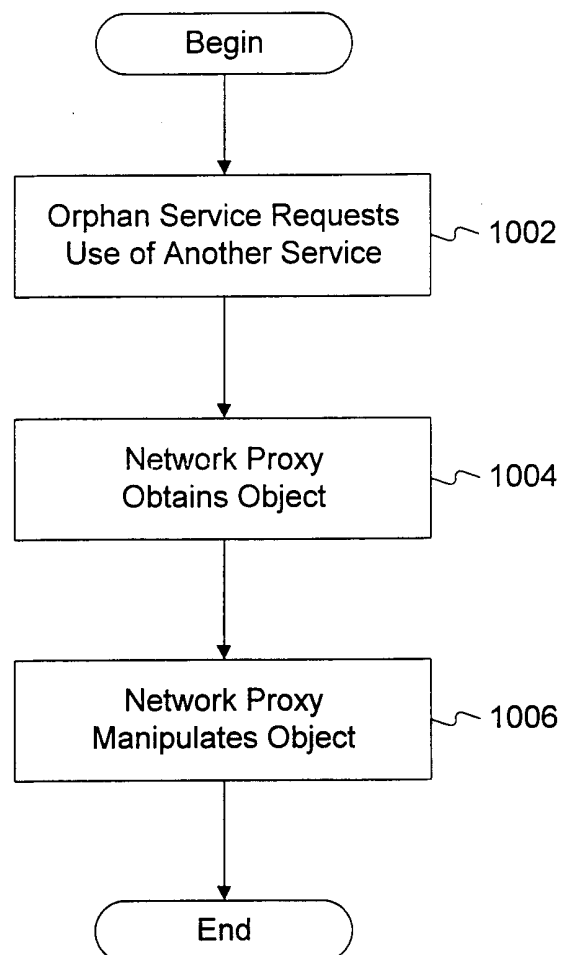 Begin
Orphan Service Requests
Use of Another Service
1002
Network Proxy
Obtains Object
1004
Network Proxy
Manipulates Object
1006
End